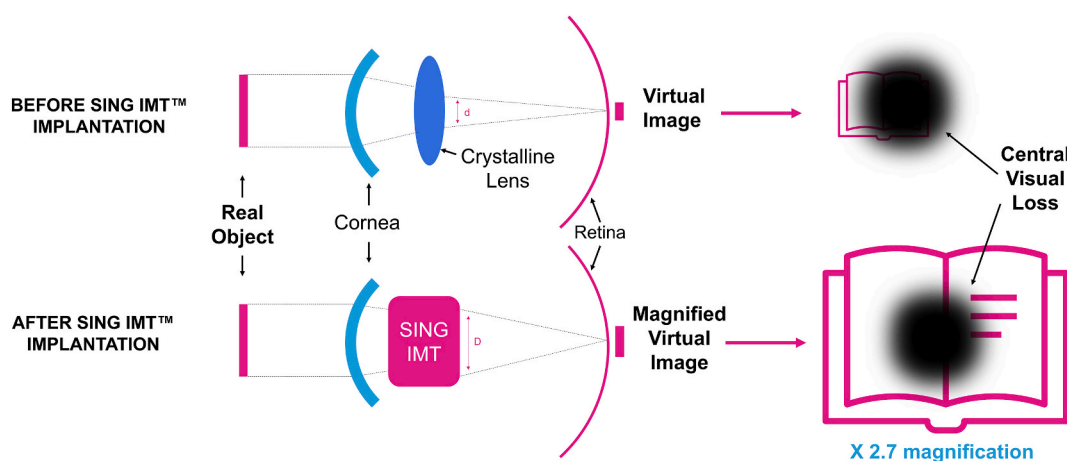 BEFORE SING IMT™
IMPLANTATION
d
Crystalline
Lens
Virtual
Image
Central
Visual
Loss
Real
Object
Cornea
Retina
AFTER SING IMT™
IMPLANTATION
SING
IMT
D
Magnified
Virtual
Image
X 2.7 magnification